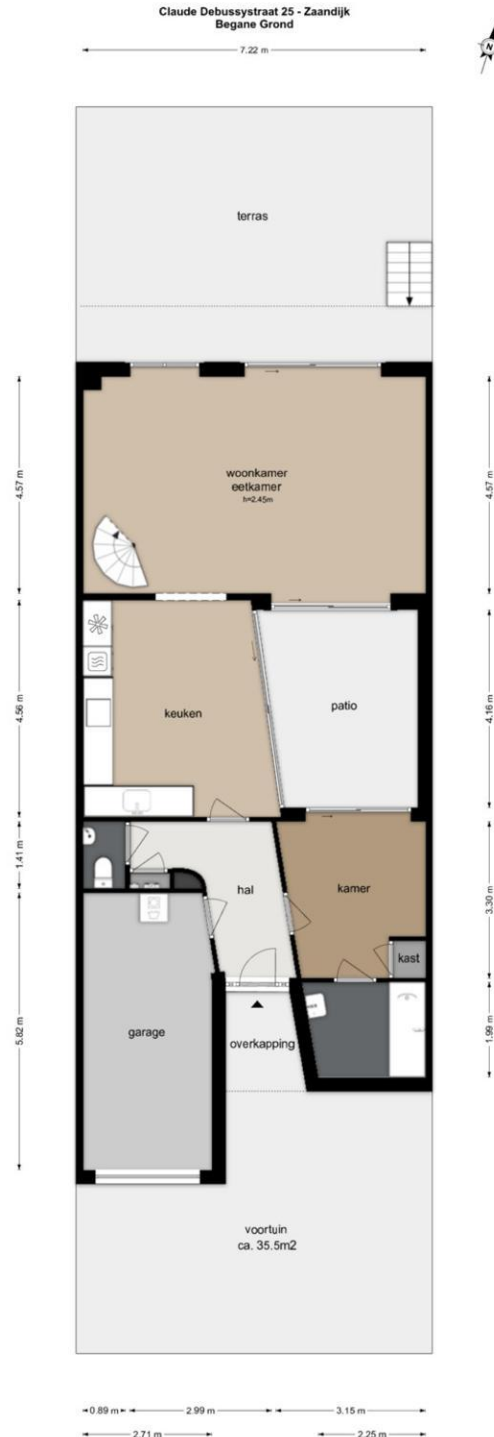 Claude Debussystraat 25 - Zaandijk
Begane Grond
7.22 m
N
terras
woonkamer
eetkamer
h=2.45m
4.57 m
4.57 m
keuken
patio
4.56 m
4.16 m
hal
kamer
kast
1.41 m
3.30 m
garage
overkapping
5.82 m
1.99 m
voortuin
ca. 35.5m2
0.89 m
2.99 m
3.15 m
2.71 m
2.25 m